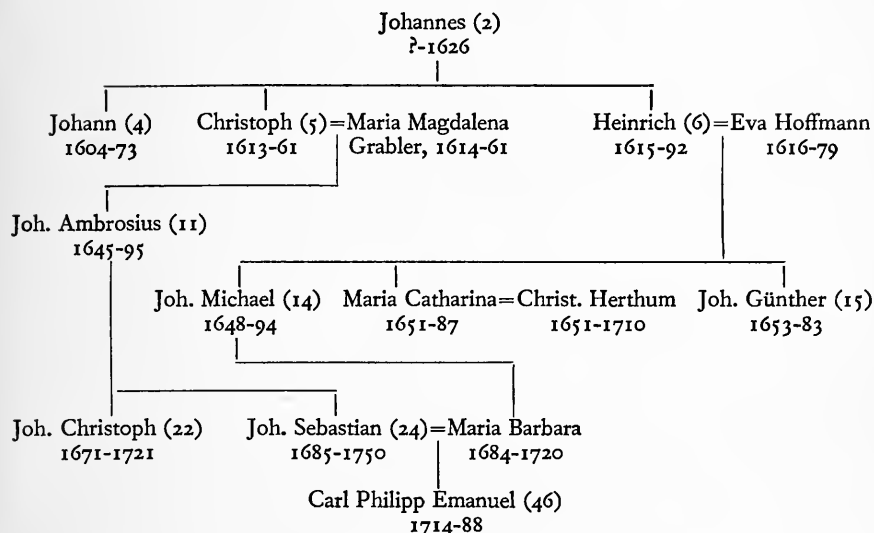 Johannes (2)
?-1626
Johann (4) Christoph (5)=Maria Magdalena Heinrich (6)=Eva Hoffmann
1604-73 1613-61 Grabler, 1614-61 1615-92 1616-79
Joh. Ambrosius (11)
1645-95
Joh. Michael (14) Maria Catharina=Christ. Herthum Joh. Günther (15)
1648-94 1651-87 1651-1710 1653-83
Joh. Christoph (22) Joh. Sebastian (24)=Maria Barbara
1671-1721 1685-1750 1684-1720
Carl Philipp Emanuel (46)
1714-88